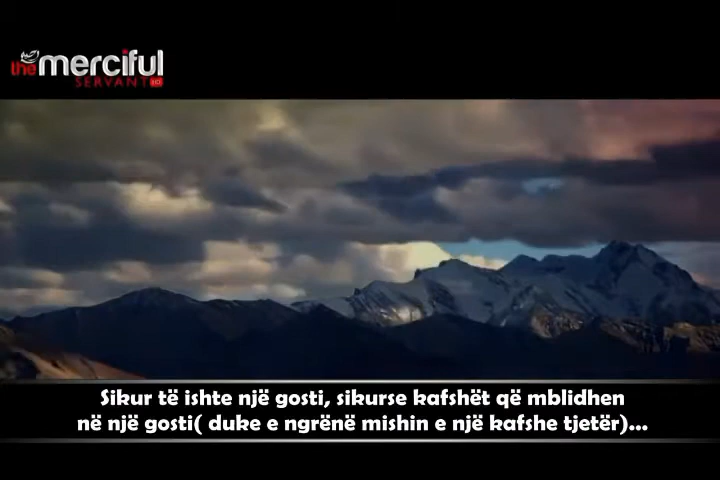 the merciful
SERVANT HD
Sikur të ishte një gosti, sikurse kafshët që mblidhen
në një gosti( duke e ngrënë mishin e një kafshe tjetër)...